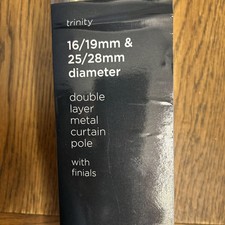 trinity
16/19mm &
25/28mm
diameter
double
layer
metal
curtain
pole
with
finials